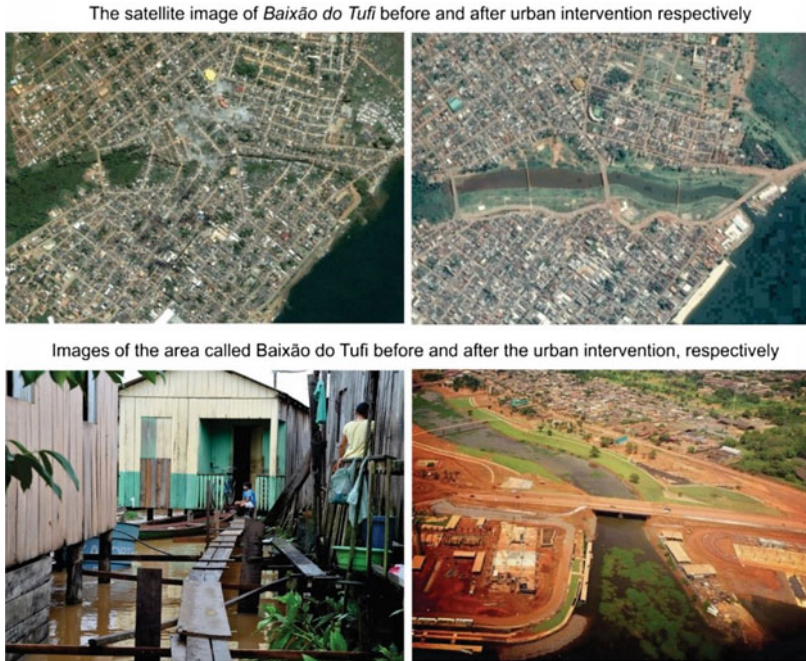 The satellite image of Baixão do Tufi before and after urban intervention respectively
Images of the area called Baixão do Tufi before and after the urban intervention, respectively